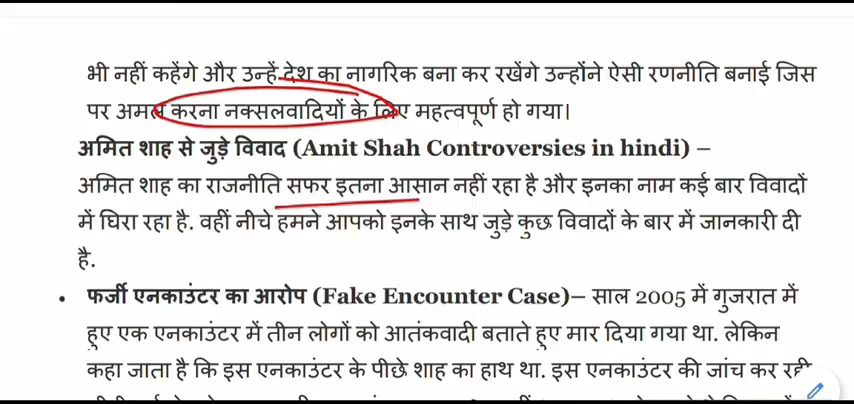 भी नहीं कहेंगे और उन्हें देश का नागरिक बना कर रखेंगे उन्होंने ऐसी रणनीति बनाई जिस
पर अमल करना नक्सलवादियों के लिए महत्वपूर्ण हो गया।
अमित शाह से जुड़े विवाद (Amit Shah Controversies in hindi) –
अमित शाह का राजनीति सफर इतना आसान नहीं रहा है और इनका नाम कई बार विवादों
में घिरा रहा है. वहीं नीचे हमने आपको इनके साथ जुड़े कुछ विवादों के बार में जानकारी दी
है.
• फर्जी एनकाउंटर का आरोप (Fake Encounter Case)– साल 2005 में गुजरात में
हुए एक एनकाउंटर में तीन लोगों को आतंकवादी बताते हुए मार दिया गया था. लेकिन
कहा जाता है कि इस एनकाउंटर के पीछे शाह का हाथ था. इस एनकाउंटर की जांच कर रही